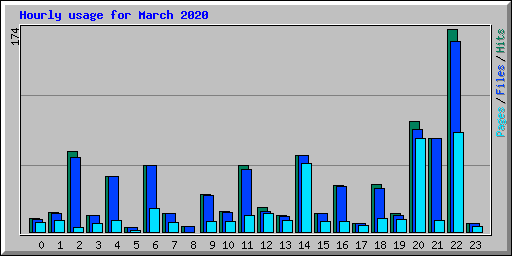 Hourly usage for March 2020
174
Pages/Files/Hits
0 1 2 3 4 5 6 7 8 9 10 11 12 13 14 15 16 17 18 19 20 21 22 23